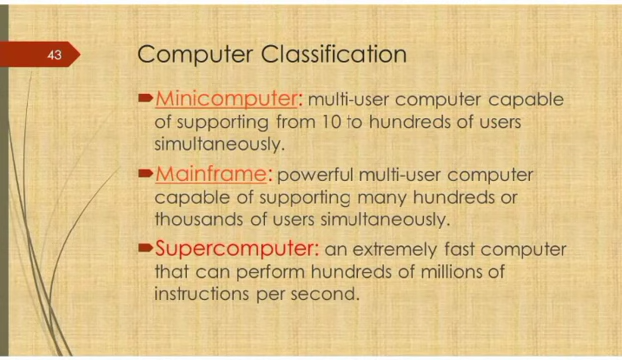 43
Computer Classification
Minicomputer: multi-user computer capable
of supporting from 10 to hundreds of users
simultaneously.
Mainframe: powerful multi-user computer
capable of supporting many hundreds or
thousands of users simultaneously.
Supercomputer: an extremely fast computer
that can perform hundreds of millions of
instructions per second.